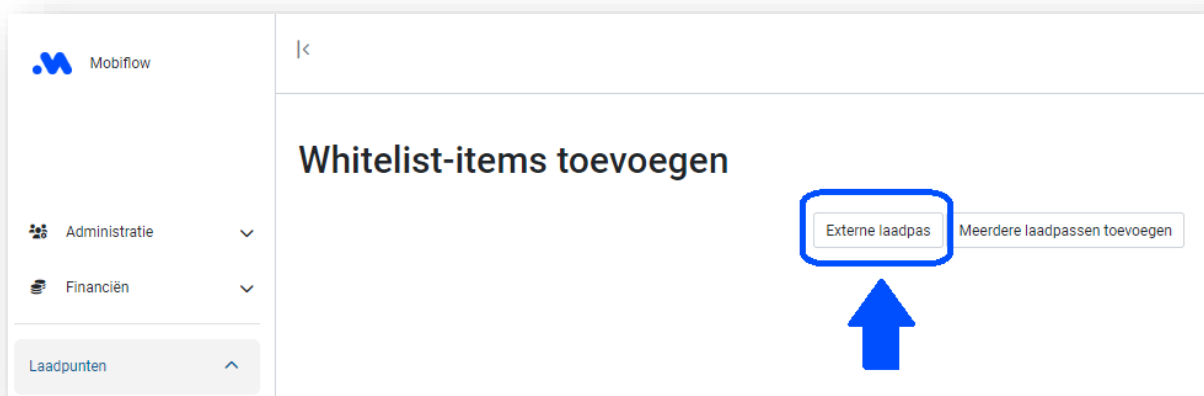 Mobiflow
Whitelist-items toevoegen
Externe laadpas
Meerdere laadpassen toevoegen
Administratie
Financiën
Laadpunten